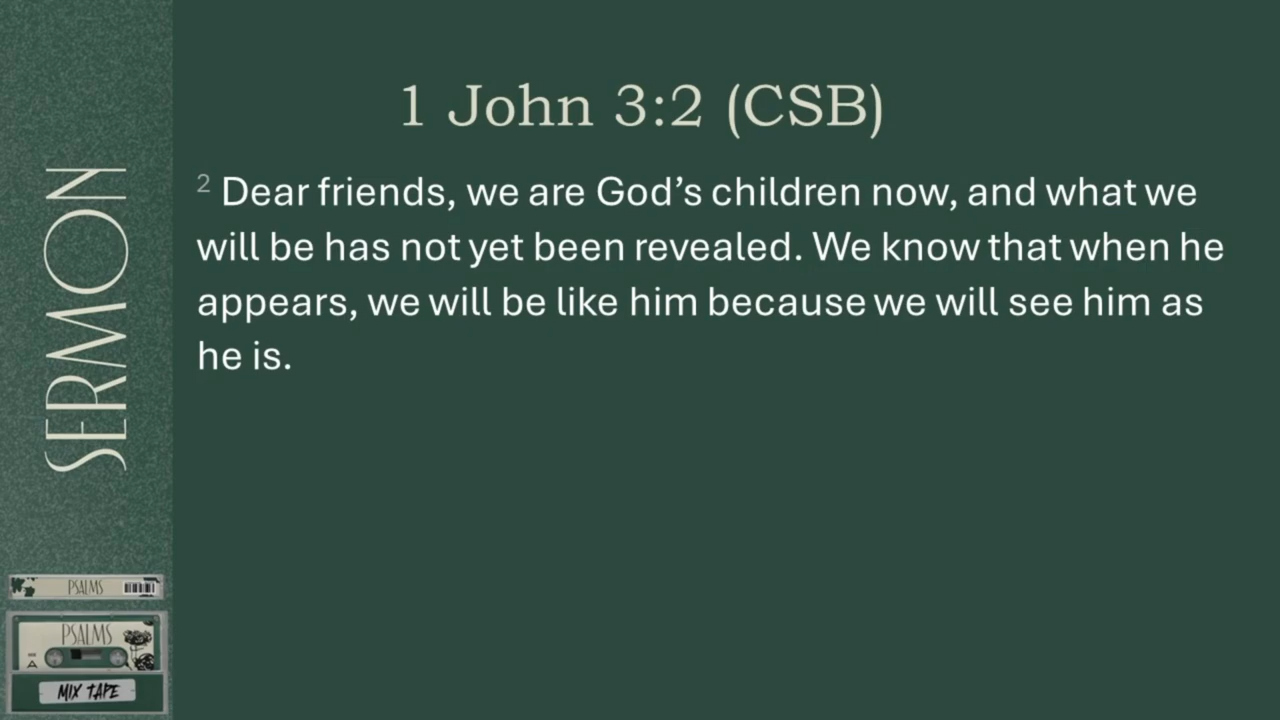 SERMON
1 John 3:2 (CSB)
2 Dear friends, we are God’s children now, and what we
will be has not yet been revealed. We know that when he
appears, we will be like him because we will see him as
he is.
PSALMS
PSALMS
A
MIX TAPE